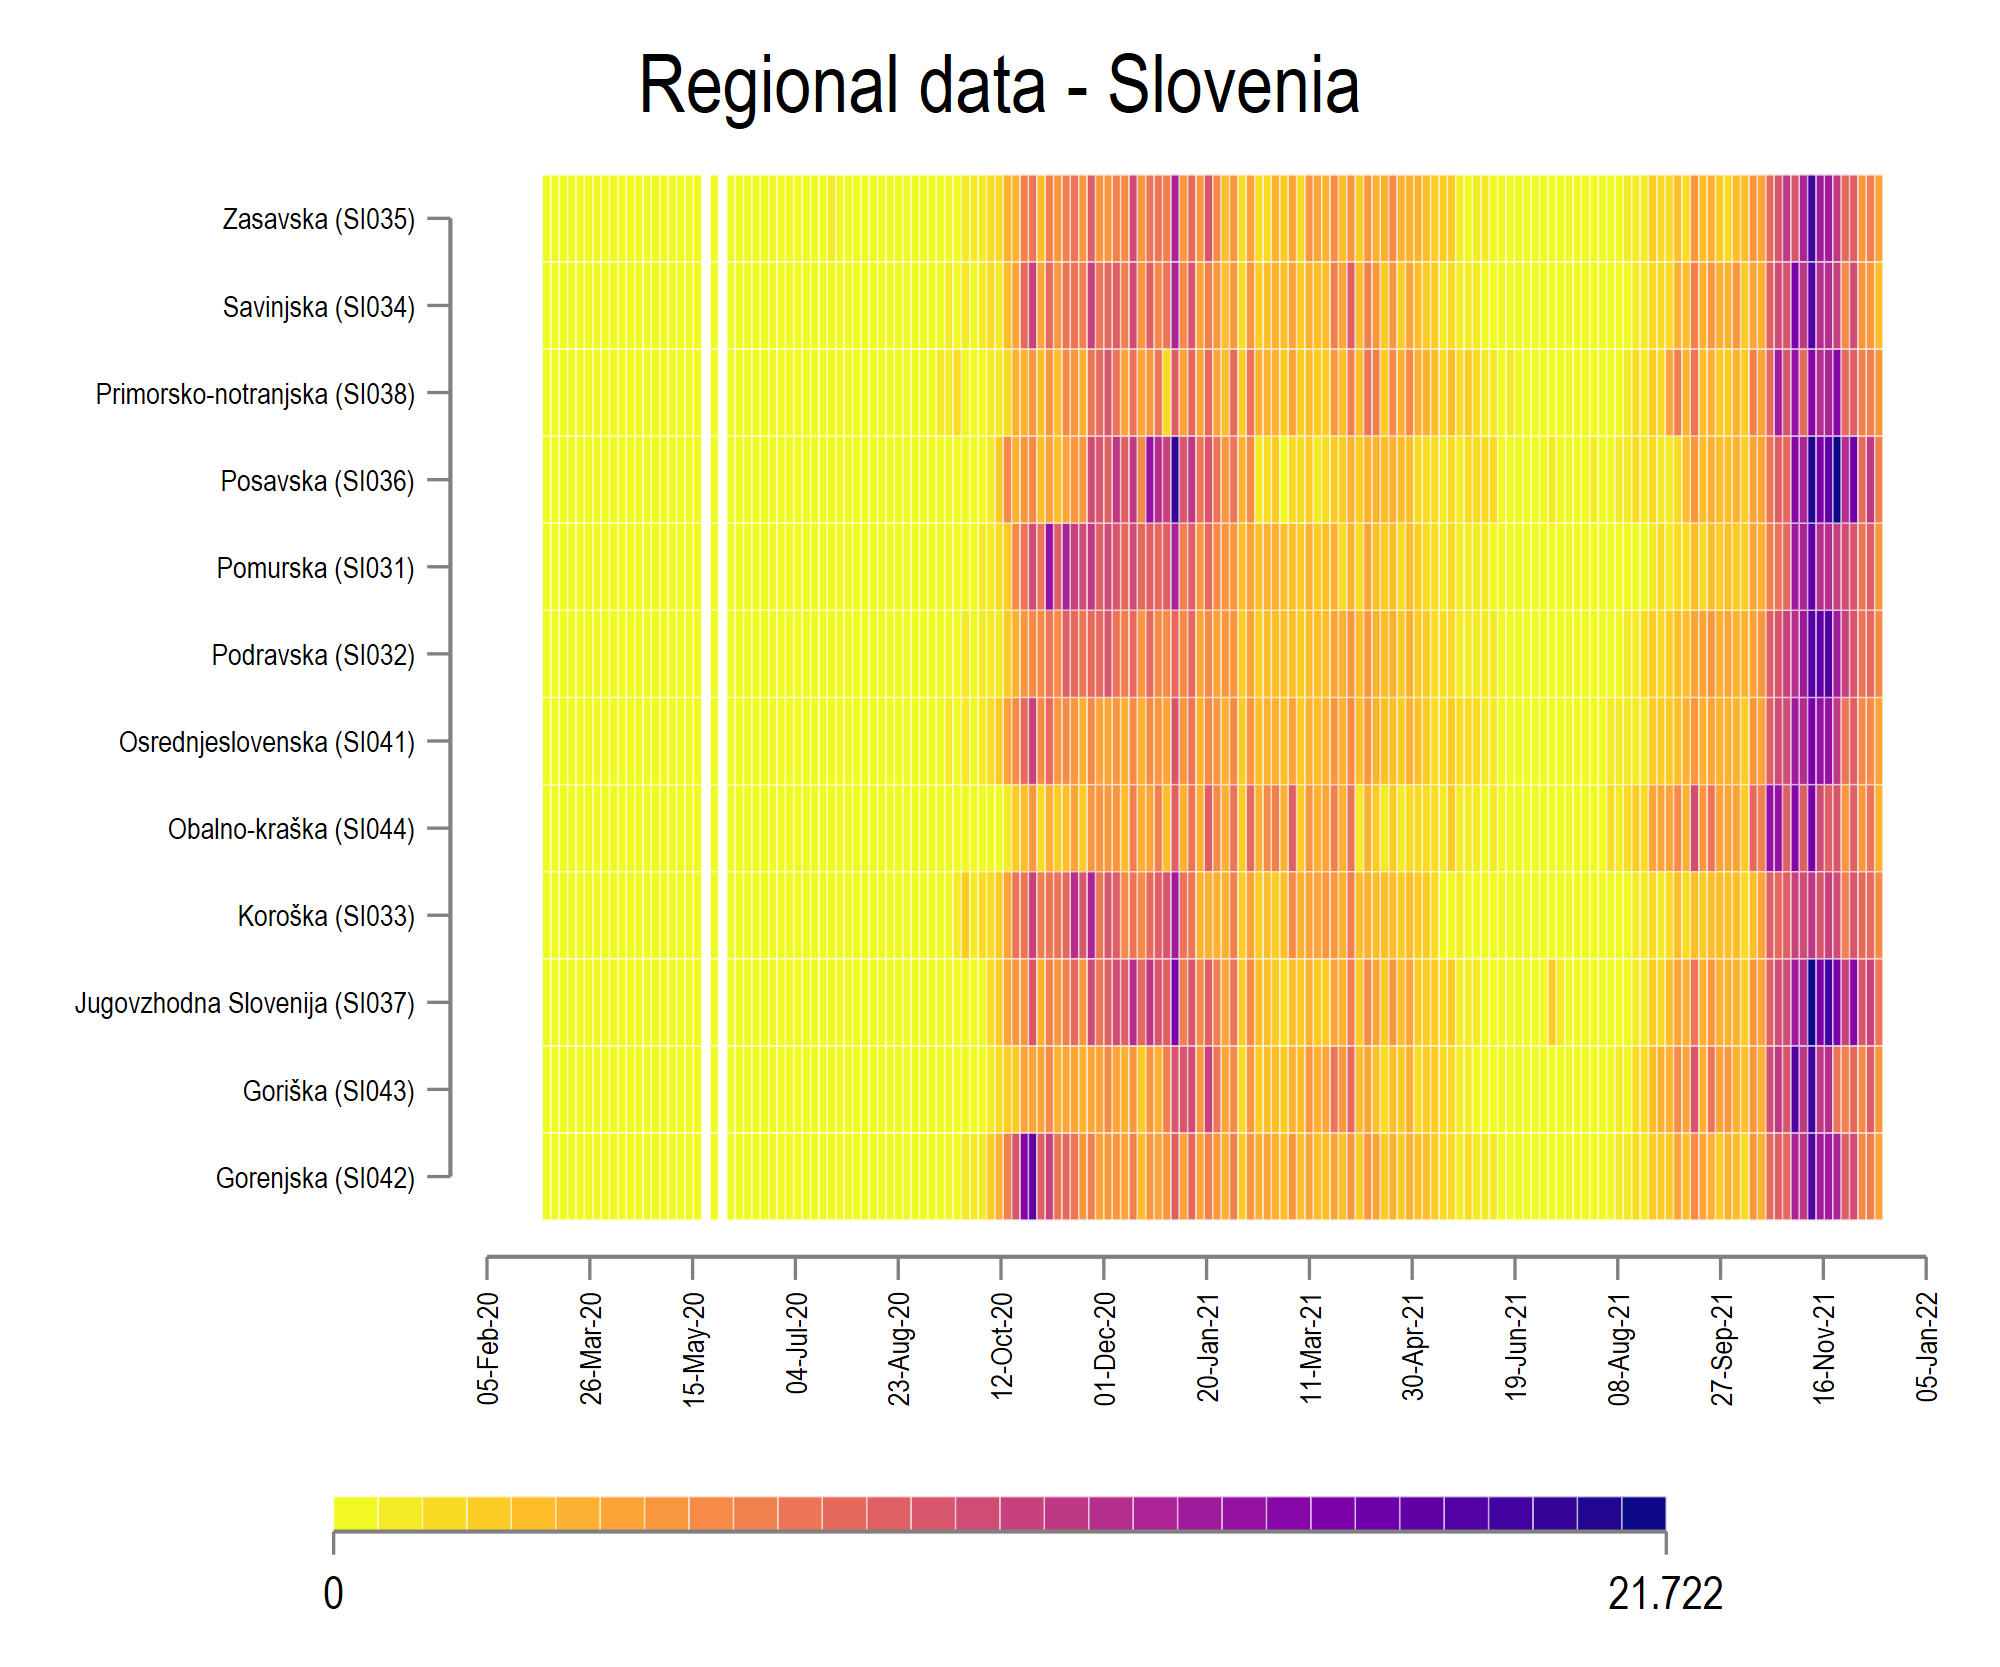 Regional data - Slovenia
Zasavska (SI035)
Savinjska (SI034)
Primorsko-notranjska (SI038)
Posavska (SI036)
Pomurska (SI031)
Podravska (SI032)
Osrednjeslovenska (SI041)
Obalno-kraška (SI044)
Koroška (SI033)
Jugovzhodna Slovenija (SI037)
Goriška (SI043)
Gorenjska (SI042)
05-Feb-20
26-Mar-20
15-May-20
04-Jul-20
23-Aug-20
12-Oct-20
01-Dec-20
20-Jan-21
11-Mar-21
30-Apr-21
19-Jun-21
08-Aug-21
27-Sep-21
16-Nov-21
05-Jan-22
0
21.722